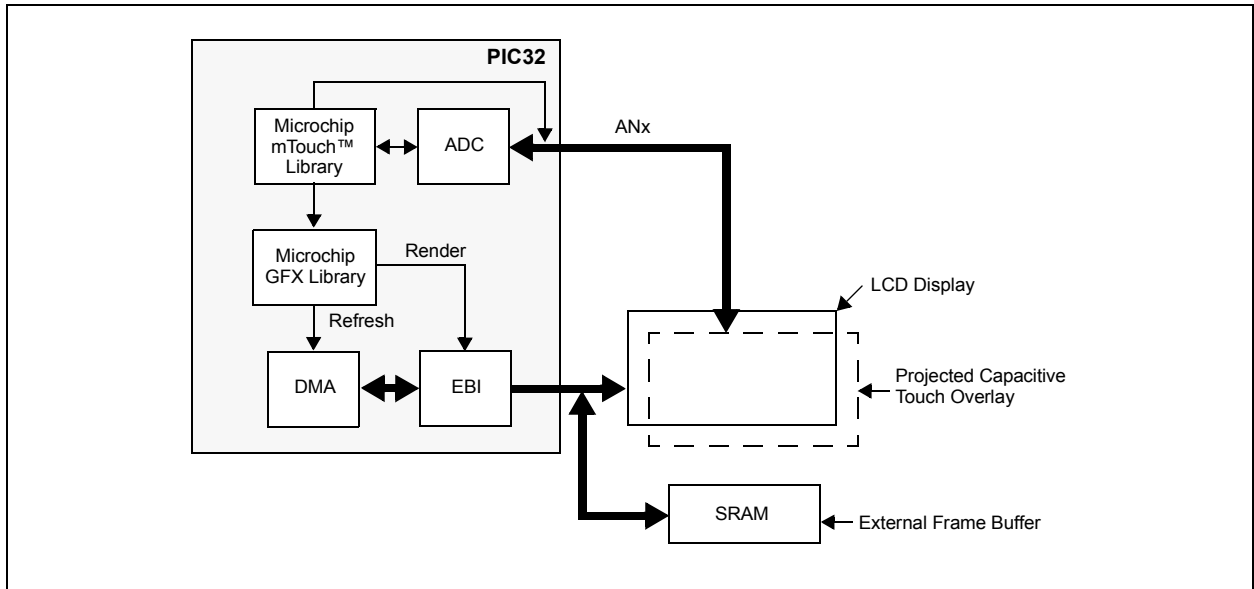 PIC32
Microchip
mTouch™
Library
ADC
ANx
Microchip
GFX Library
Render
Refresh
LCD Display
DMA
EBI
Projected Capacitive
Touch Overlay
SRAM
External Frame Buffer